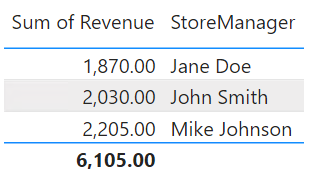 Sum of Revenue StoreManager
1,870.00 Jane Doe
2,030.00 John Smith
2,205.00 Mike Johnson
6,105.00